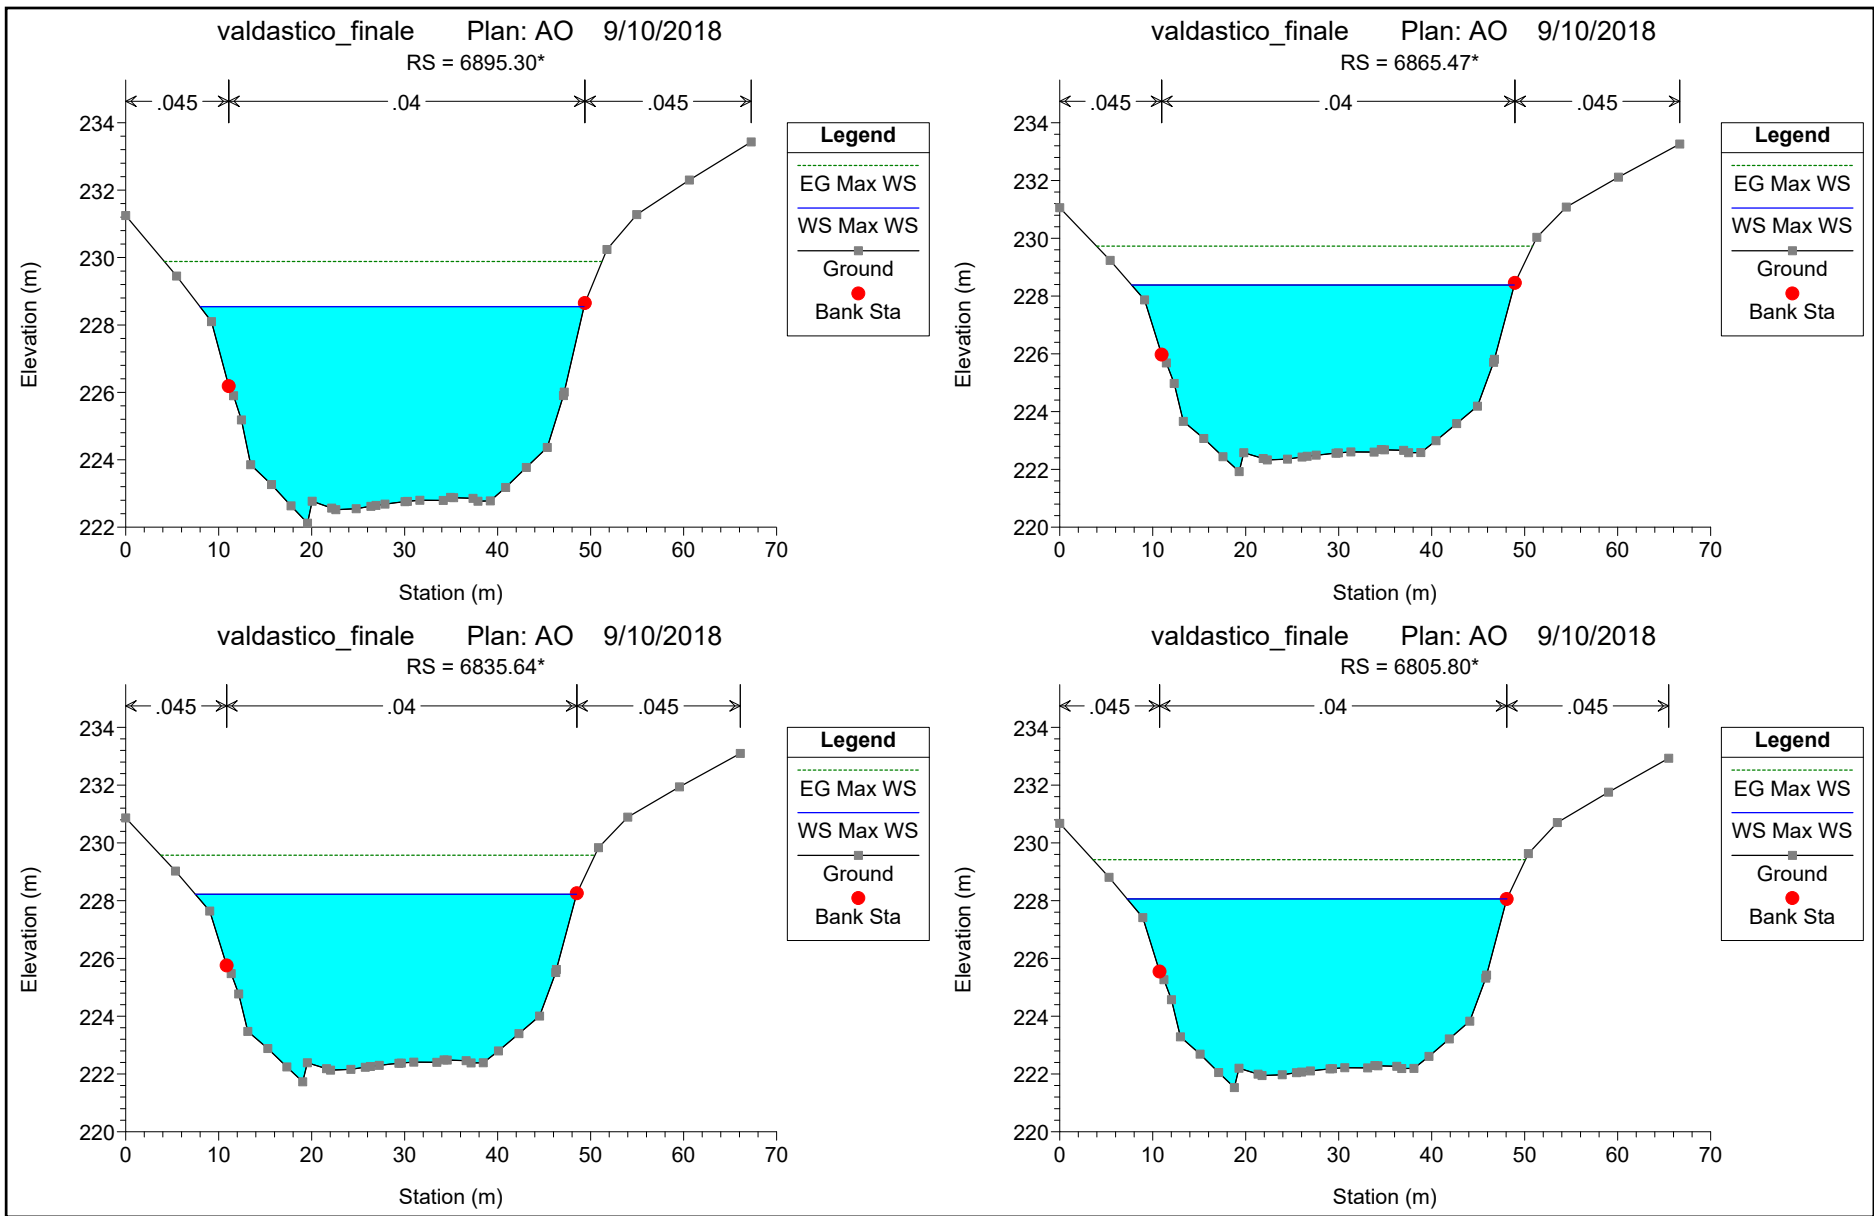 valdastico_finale Plan: AO 9/10/2018
RS = 6895.30*
.045 .04 .045
234
232
230
228
226
224
222
0 10 20 30 40 50 60 70
Elevation (m)
Station (m)
Legend
EG Max WS
WS Max WS
Ground
Bank Sta
valdastico_finale Plan: AO 9/10/2018
RS = 6865.47*
.045 .04 .045
234
232
230
228
226
224
222
220
0 10 20 30 40 50 60 70
Elevation (m)
Station (m)
Legend
EG Max WS
WS Max WS
Ground
Bank Sta
valdastico_finale Plan: AO 9/10/2018
RS = 6835.64*
.045 .04 .045
234
232
230
228
226
224
222
220
0 10 20 30 40 50 60 70
Elevation (m)
Station (m)
Legend
EG Max WS
WS Max WS
Ground
Bank Sta
valdastico_finale Plan: AO 9/10/2018
RS = 6805.80*
.045 .04 .045
234
232
230
228
226
224
222
220
0 10 20 30 40 50 60 70
Elevation (m)
Station (m)
Legend
EG Max WS
WS Max WS
Ground
Bank Sta